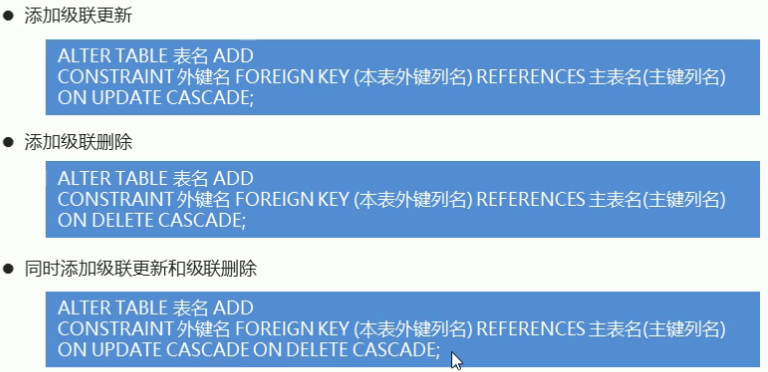 ● 添加级联更新
ALTER TABLE 表名 ADD
CONSTRAINT 外键名 FOREIGN KEY (本表外键列名) REFERENCES 主表名(主键列名)
ON UPDATE CASCADE;
● 添加级联删除
ALTER TABLE 表名 ADD
CONSTRAINT 外键名 FOREIGN KEY (本表外键列名) REFERENCES 主表名(主键列名)
ON DELETE CASCADE;
● 同时添加级联更新和级联删除
ALTER TABLE 表名 ADD
CONSTRAINT 外键名 FOREIGN KEY (本表外键列名) REFERENCES 主表名(主键列名)
ON UPDATE CASCADE ON DELETE CASCADE;